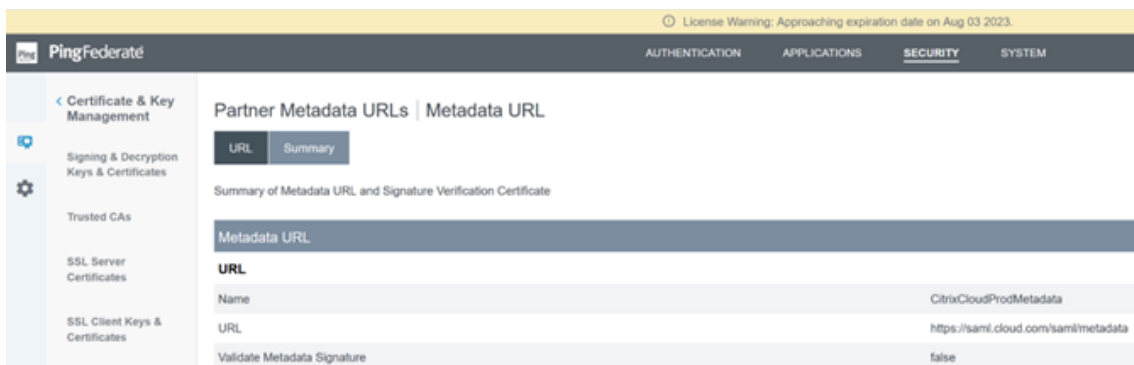 License Warning: Approaching expiration date on Aug 03 2023.
Ping PingFederate AUTHENTICATION APPLICATIONS SECURITY SYSTEM
< Certificate & Key Management
Signing & Decryption
Keys & Certificates
Trusted CAs
SSL Server
Certificates
SSL Client Keys &
Certificates
Partner Metadata URLs | Metadata URL
URL Summary
Summary of Metadata URL and Signature Verification Certificate
Metadata URL
URL
Name CitrixCloudProdMetadata
URL https://saml.cloud.com/saml/metadata
Validate Metadata Signature false